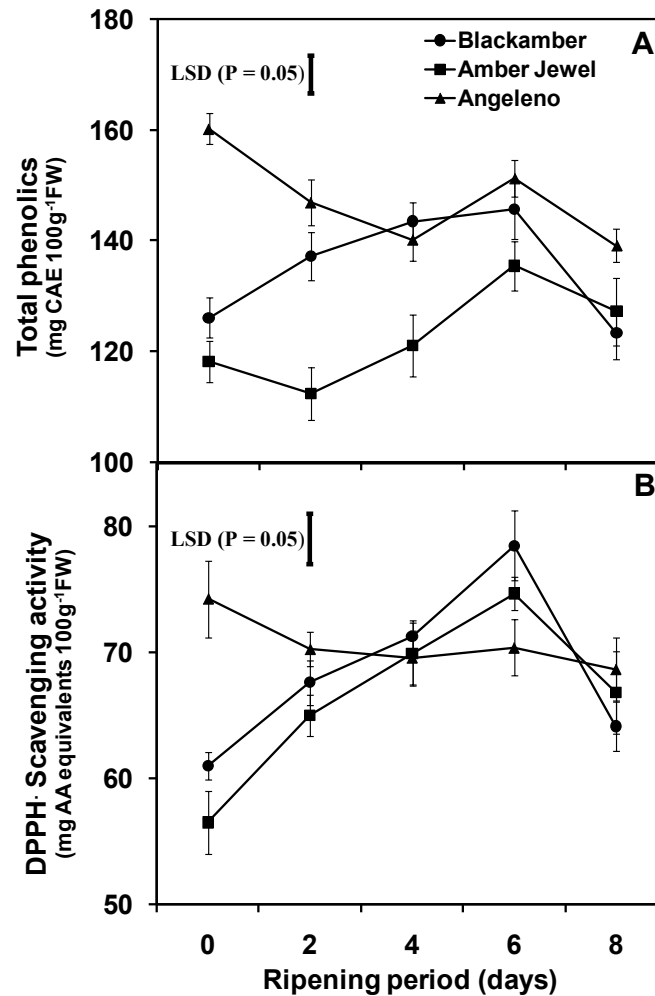 180
160
140
120
100
Total phenolics
(mg CAE 100g⁻¹FW)
LSD (P = 0.05)
Blackamber
Amber Jewel
Angeleno
A
80
70
60
50
DPPH· Scavenging activity
(mg AA equivalents 100g⁻¹FW)
LSD (P = 0.05)
B
0 2 4 6 8
Ripening period (days)